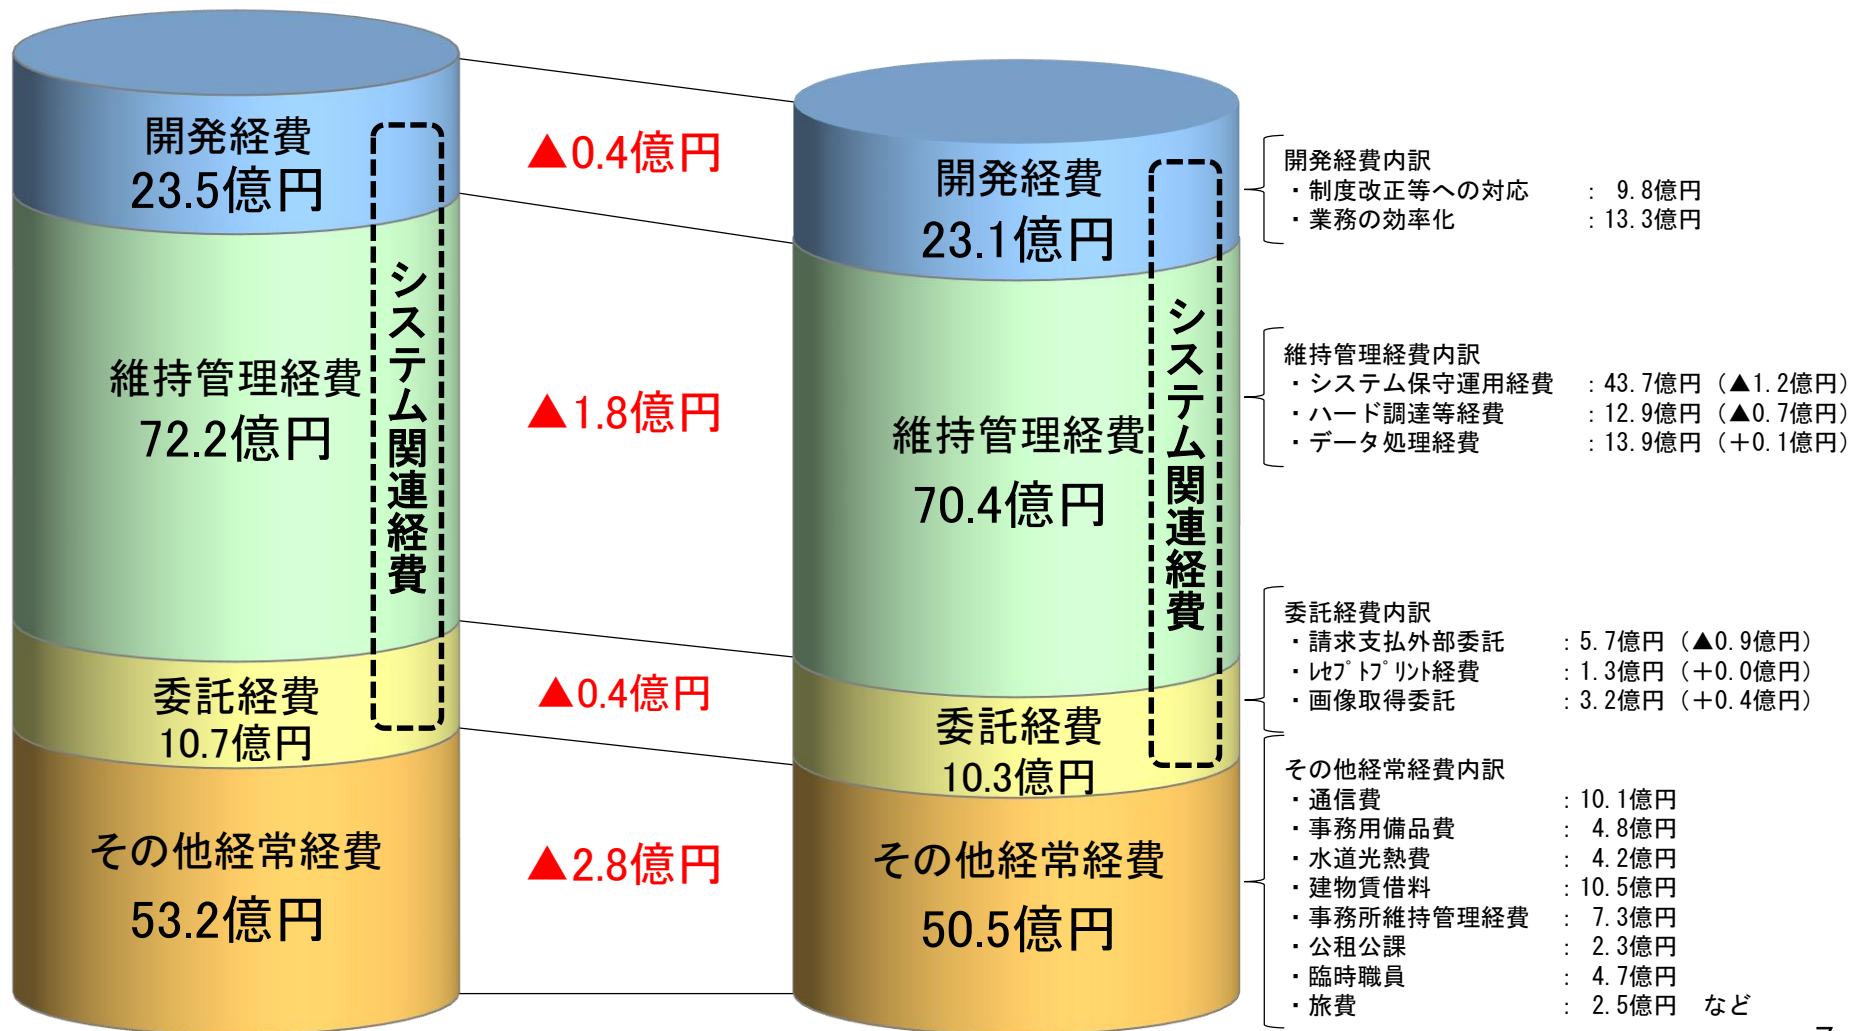 開発経費
23.5億円
維持管理経費
72.2億円
委託経費
10.7億円
その他経常経費
53.2億円
システム関連経費
▲0.4億円
▲1.8億円
▲0.4億円
▲2.8億円
開発経費
23.1億円
維持管理経費
70.4億円
委託経費
10.3億円
その他経常経費
50.5億円
システム関連経費
開発経費内訳
・制度改正等への対応 : 9.8億円
・業務の効率化 : 13.3億円
維持管理経費内訳
・システム保守運用経費 : 43.7億円 (▲1.2億円)
・ハード調達等経費 : 12.9億円 (▲0.7億円)
・データ処理経費 : 13.9億円 (+0.1億円)
委託経費内訳
・請求支払外部委託 : 5.7億円 (▲0.9億円)
・ﾚｾﾌﾟﾄﾌﾟﾘﾝﾄ経費 : 1.3億円 (+0.0億円)
・画像取得委託 : 3.2億円 (+0.4億円)
その他経常経費内訳
・通信費 : 10.1億円
・事務用備品費 : 4.8億円
・水道光熱費 : 4.2億円
・建物賃借料 : 10.5億円
・事務所維持管理経費 : 7.3億円
・公租公課 : 2.3億円
・臨時職員 : 4.7億円
・旅費 : 2.5億円 など